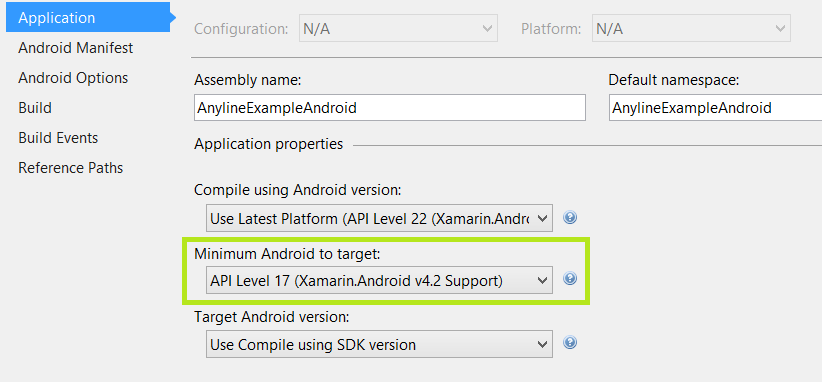 Application
Android Manifest
Android Options
Build
Build Events
Reference Paths
Configuration: N/A Platform: N/A
Assembly name: Default namespace:
AnylineExampleAndroid AnylineExampleAndroid
Application properties
Compile using Android version:
Use Latest Platform (API Level 22 (Xamarin.Andro
Minimum Android to target:
API Level 17 (Xamarin.Android v4.2 Support)
Target Android version:
Use Compile using SDK version